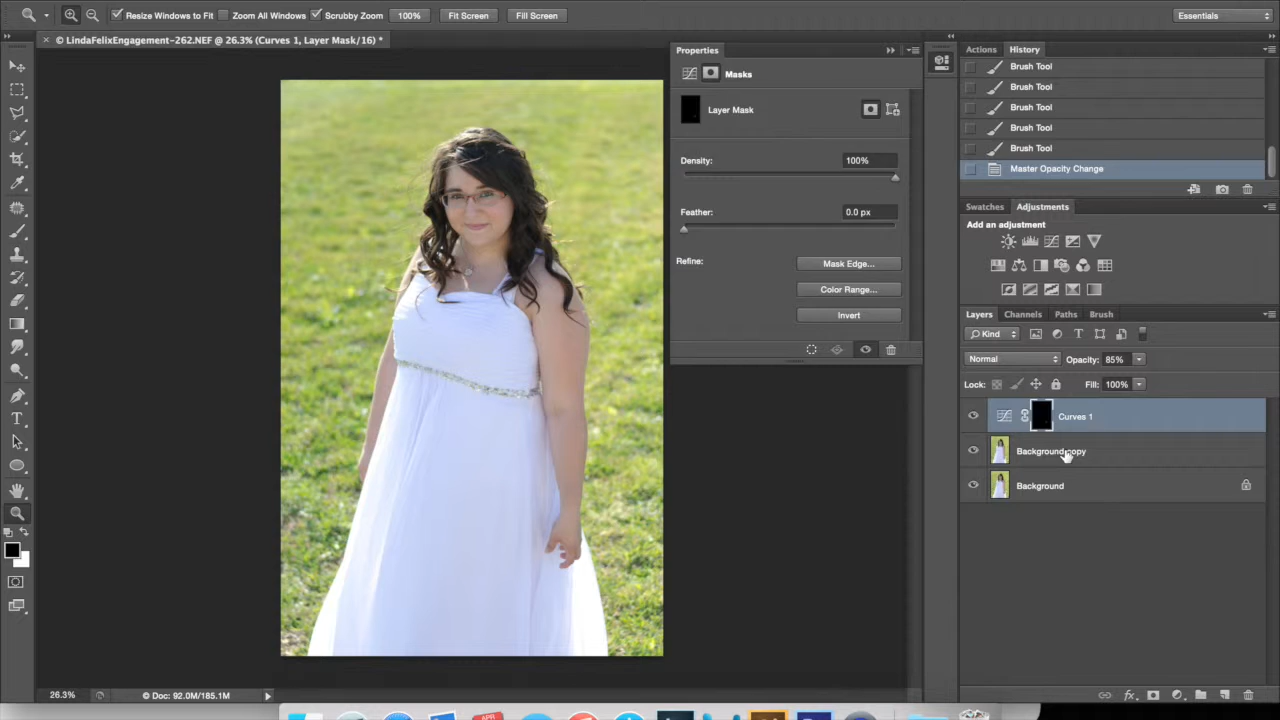 Resize Windows to Fit Zoom All Windows Scrubby Zoom 100% Fit Screen Fill Screen Essentials
© LindaFelixEngagement-262.NEF @ 26.3% (Curves 1, Layer Mask/16) *
Properties
Masks
Layer Mask
Density: 100%
Feather: 0.0 px
Refine: Mask Edge...
Color Range...
Invert
Actions History
Brush Tool
Brush Tool
Brush Tool
Brush Tool
Brush Tool
Master Opacity Change
Swatches Adjustments
Add an adjustment
Layers Channels Paths Brush
Kind
Normal Opacity: 85%
Lock: Fill: 100%
Curves 1
Background copy
Background
26.3% © Doc: 92.0M/185.1M
APR